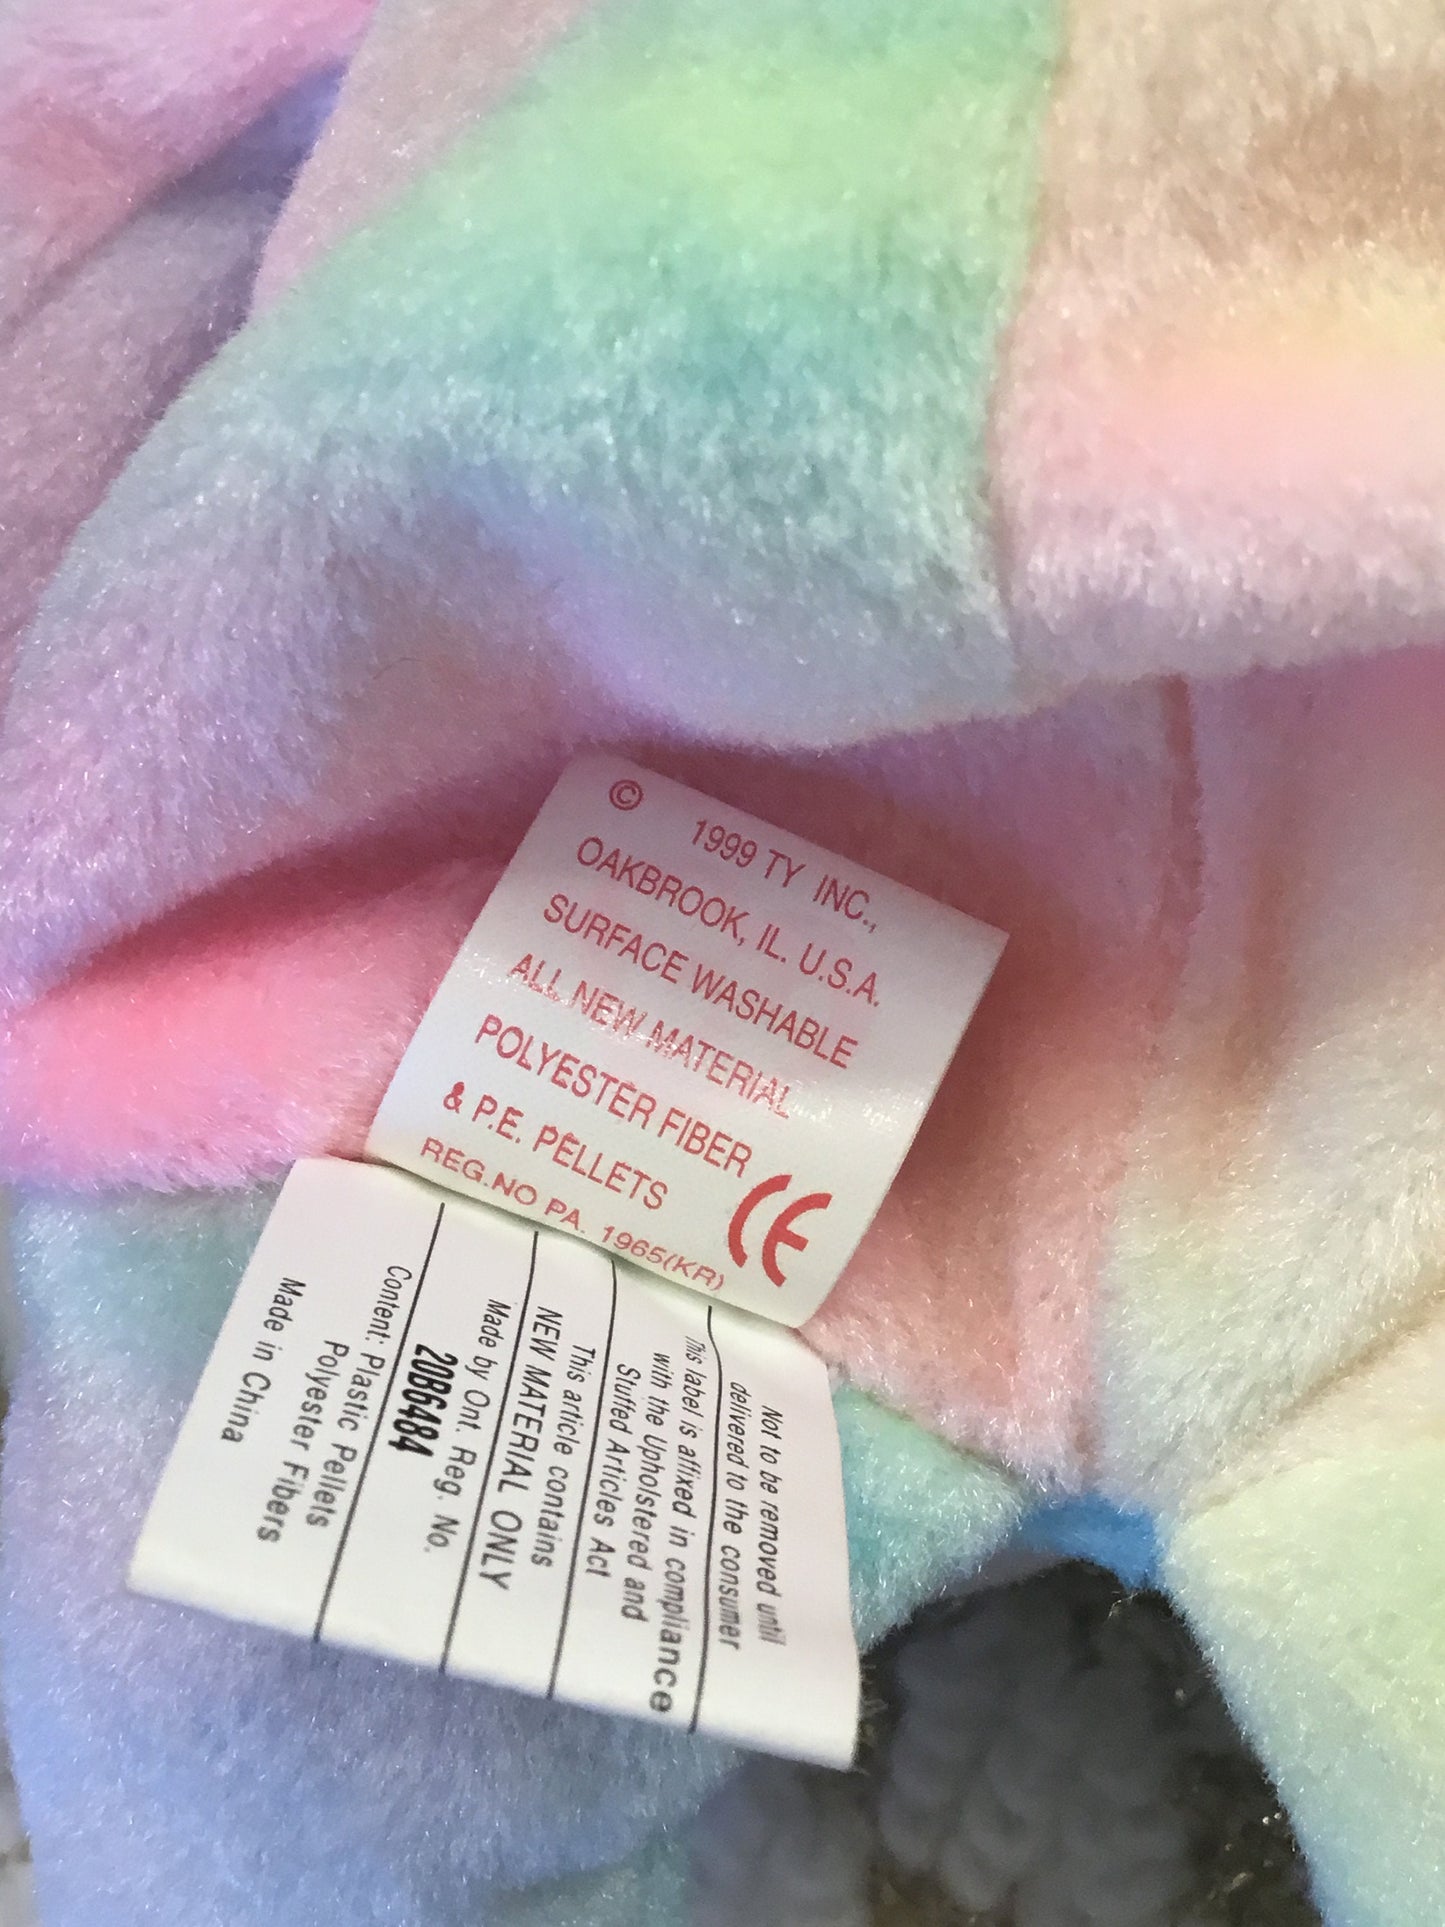 © 1999 TY INC.,
OAKBROOK, IL. U.S.A.
SURFACE WASHABLE
ALL NEW MATERIAL
POLYESTER FIBER
& P.E. PELLETS
REG.NO PA. 1965(KR)
CE
Not to be removed until
delivered to the consumer
This label is affixed in compliance
with the Upholstered and
Stuffed Articles Act
This article contains
NEW MATERIAL ONLY
Made by Ont. Reg. No.
20B6484
Content: Plastic Pellets
Polyester Fibers
Made in China